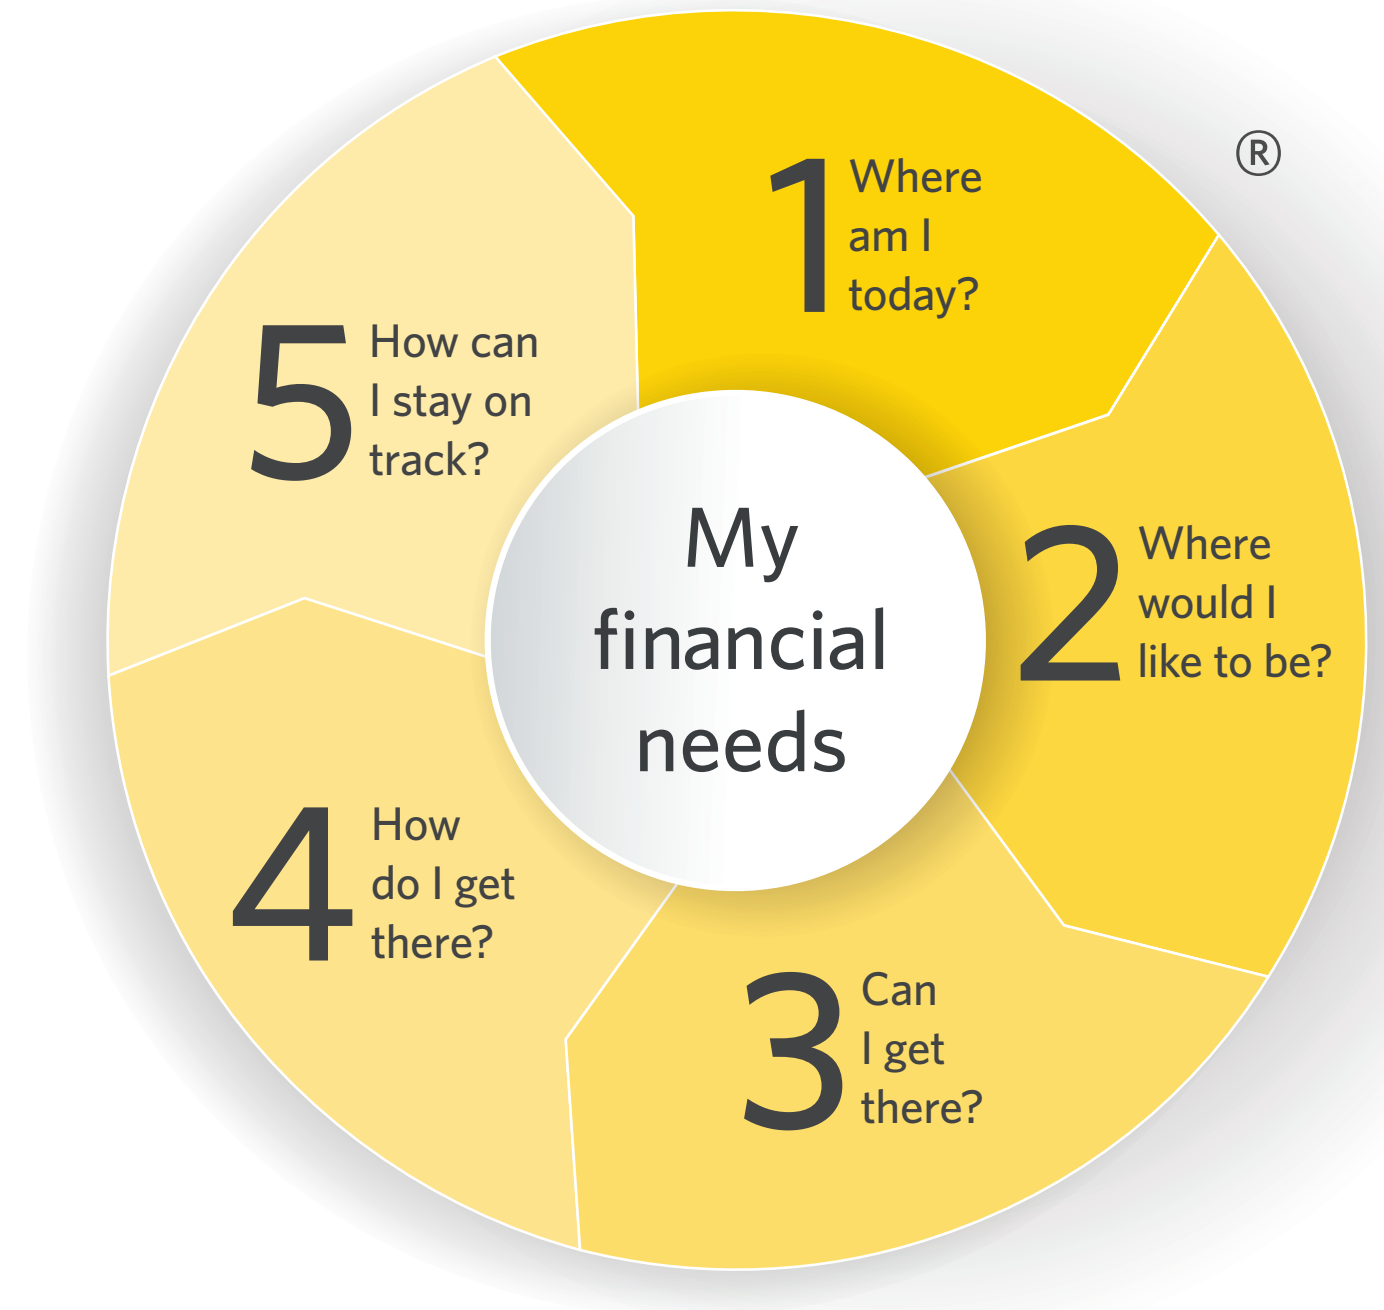 My
financial
needs
1
Where
am I
today?
®
2
Where
would I
like to be?
3
Can
I get
there?
4
How
do I get
there?
5
How can
I stay on
track?